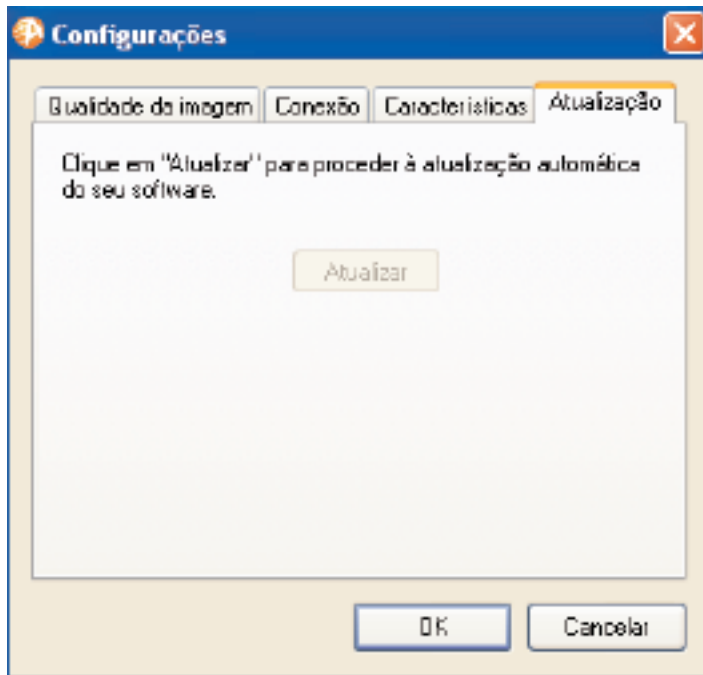 Configurações
Qualidade da imagem Conexão Características Atualização
Clique em "Atualizar" para proceder à atualização automática
do seu software.
Atualizar
OK Cancelar